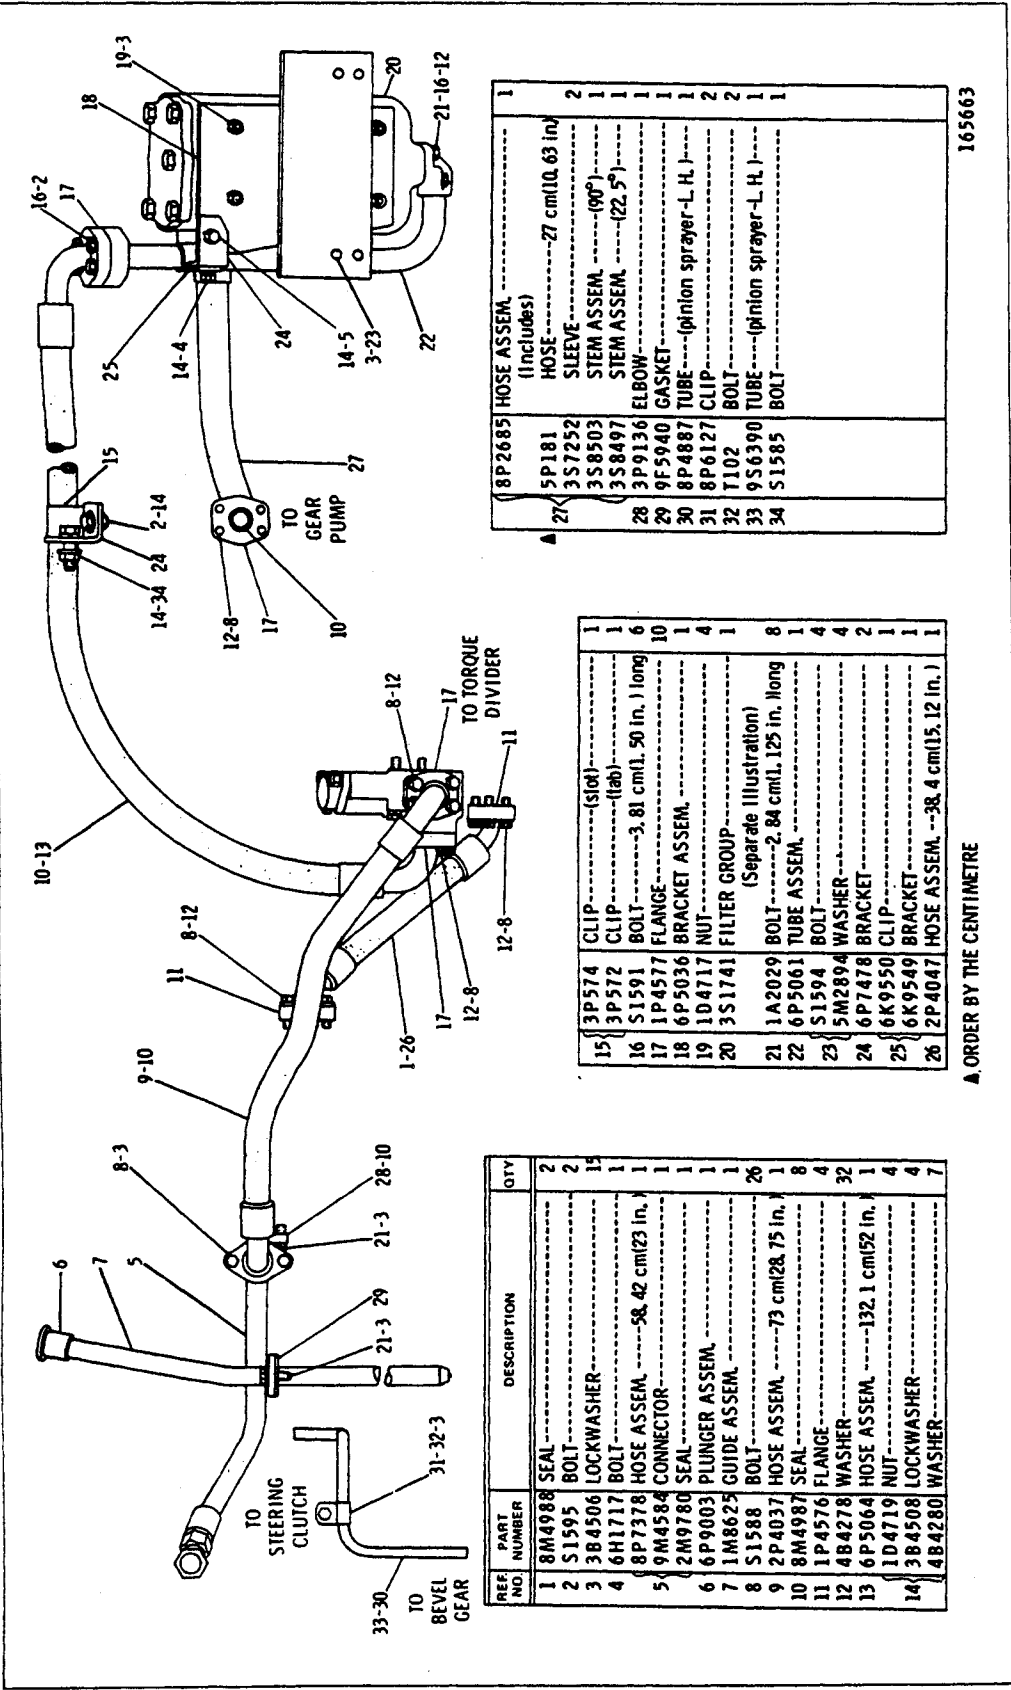 19-3
18
16-2
17
20
21-16-12
25
14-4
24
14-5
3-23
22
27
15
2-14
24
14-34
TO
GEAR
PUMP
12-8
17
10
10-13
8-12
17
TO TORQUE
DIVIDER
11
12-8
8-12
11
17
12-8
1-26
9-10
8-3
28-10
21-3
6
7
5
29
21-3
TO
STEERING
CLUTCH
31-32-3
33-30
TO
BEVEL
GEAR
REF. NO. PART NUMBER DESCRIPTION QTY
1 8M4988 SEAL 2
2 S1595 BOLT 2
3 3B4506 LOCKWASHER 15
4 6H1717 BOLT 1
8P7378 HOSE ASSEM. -----58.42 cm(23 in.) 1
5 9M4584 CONNECTOR 1
2M9780 SEAL 1
6 6P9003 PLUNGER ASSEM. 1
7 1M8625 GUIDE ASSEM. 1
8 S1588 BOLT 26
9 2P4037 HOSE ASSEM. -----73 cm(28.75 in.) 1
10 8M4987 SEAL 8
11 1P4576 FLANGE 4
12 4B4278 WASHER 32
13 6P5064 HOSE ASSEM. ----132.1 cm(52 in.) 1
1D4719 NUT 4
14 3B4508 LOCKWASHER 4
4B4280 WASHER 7
15 3P574 CLIP-------(slot) 1
3P572 CLIP-------(tab) 1
16 S1591 BOLT-----3.81 cm(1.50 in.) long 6
17 1P4577 FLANGE 10
18 6P5036 BRACKET ASSEM. 1
19 1D4717 NUT 4
20 3S1741 FILTER GROUP 1
(Separate Illustration)
21 1A2029 BOLT-----2.84 cm(1.125 in.)long 8
22 6P5061 TUBE ASSEM. 1
23 S1594 BOLT 4
5M2894 WASHER 4
24 6P7478 BRACKET 2
25 6K9550 CLIP 1
6K9549 BRACKET 1
26 2P4047 HOSE ASSEM. --38.4 cm(15.12 in.) 1
▲ ORDER BY THE CENTIMETRE
8P2685 HOSE ASSEM. 1
(Includes)
▲ 27 5P181 HOSE--------27 cm(10.63 in)
3S7252 SLEEVE 2
3S8503 STEM ASSEM. ------(90°) 1
3S8497 STEM ASSEM. ----(22.5°) 1
28 3P9136 ELBOW 1
29 9F5940 GASKET 1
30 8P4887 TUBE----(pinion sprayer-L. H.) 1
31 8P6127 CLIP 2
32 T102 BOLT 2
33 9S6390 TUBE----(pinion sprayer-L. H.) 1
34 S1585 BOLT 1
165663